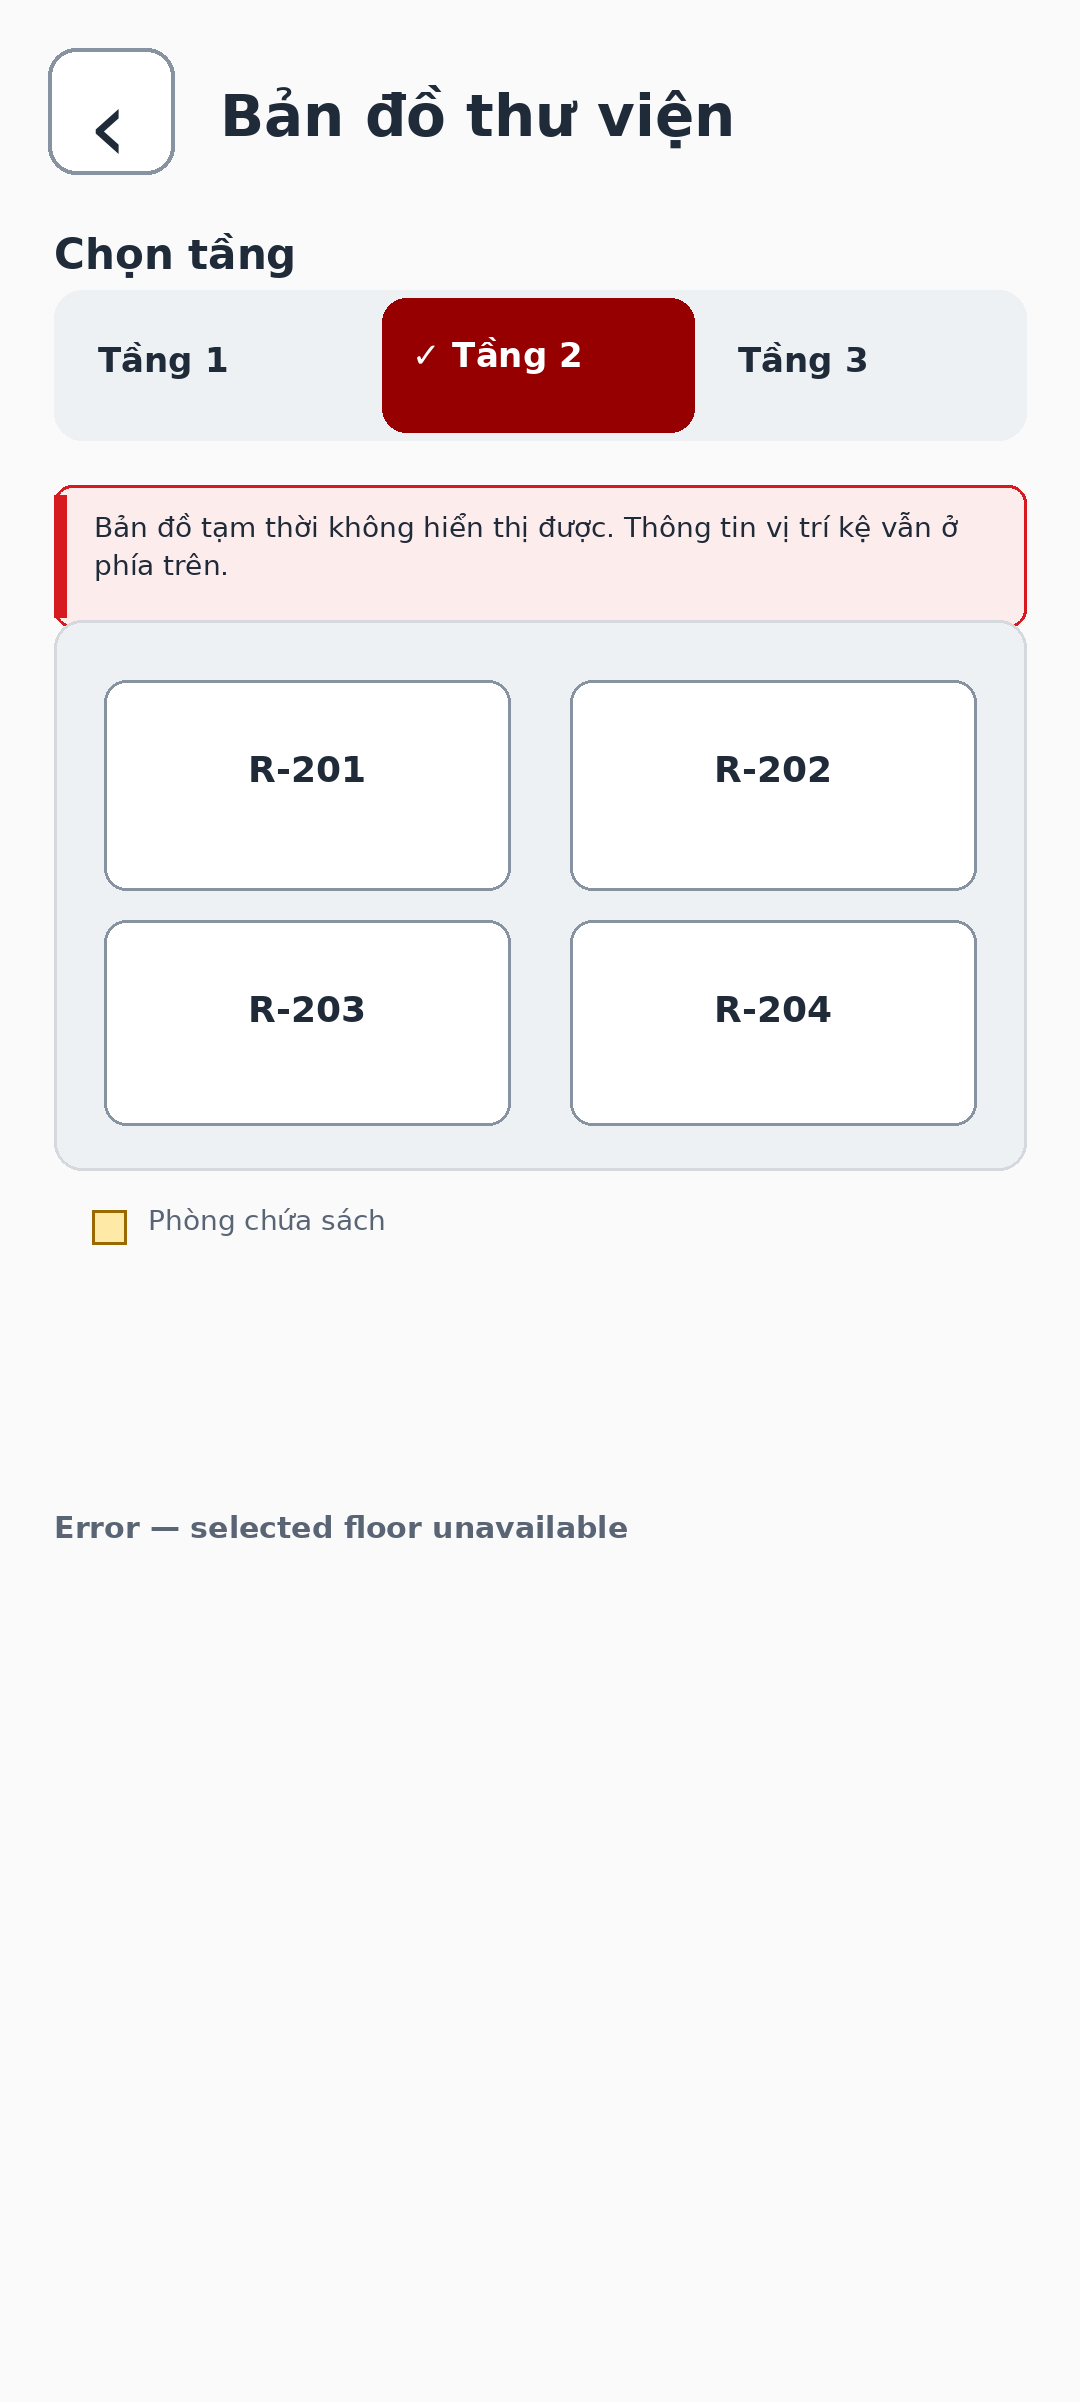 Bản đồ thư viện
Chọn tầng
Tầng 1
✓ Tầng 2
Tầng 3
Bản đồ tạm thời không hiển thị được. Thông tin vị trí kệ vẫn ở
phía trên.
R-201
R-202
R-203
R-204
Phòng chứa sách
Error — selected floor unavailable